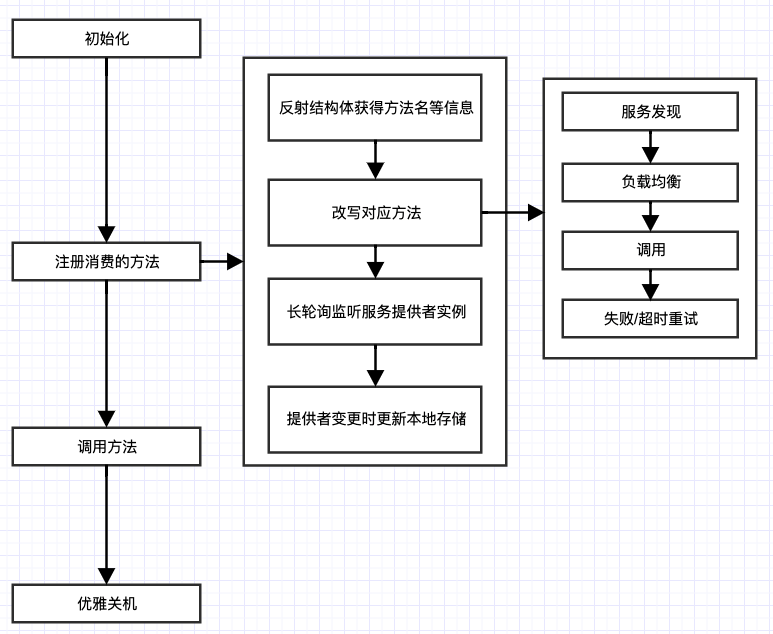 初始化
注册消费的方法
调用方法
优雅关机
反射结构体获得方法名等信息
改写对应方法
长轮询监听服务提供者实例
提供者变更时更新本地存储
服务发现
负载均衡
调用
失败/超时重试